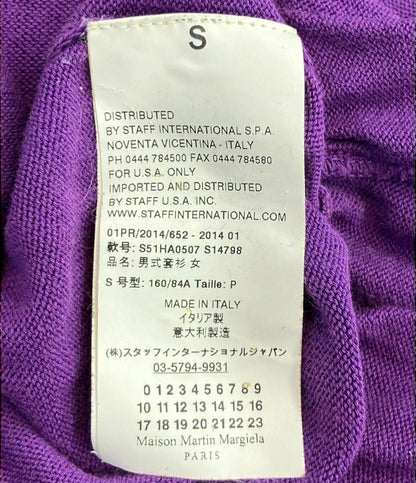 S
DISTRIBUTED
BY STAFF INTERNATIONAL S.P.A.
NOVENTA VICENTINA - ITALY
PH 0444 784500 FAX 0444 784580
FOR U.S.A. ONLY
IMPORTED AND DISTRIBUTED
BY STAFF U.S.A. INC.
WWW.STAFFINTERNATIONAL.COM
01PR/2014/652 - 2014 01
款号: S51HA0507 S14798
品名: 男式套衫 女
S 号型: 160/84A Taille: P
MADE IN ITALY
イタリア製
意大利製造
(株)スタッフインターナショナルジャパン
03-5794-9931
0 1 2 3 4 5 6 7 8 9
10 11 12 13 14 15 16
17 18 19 20 21 22 23
Maison Martin Margiela
PARIS